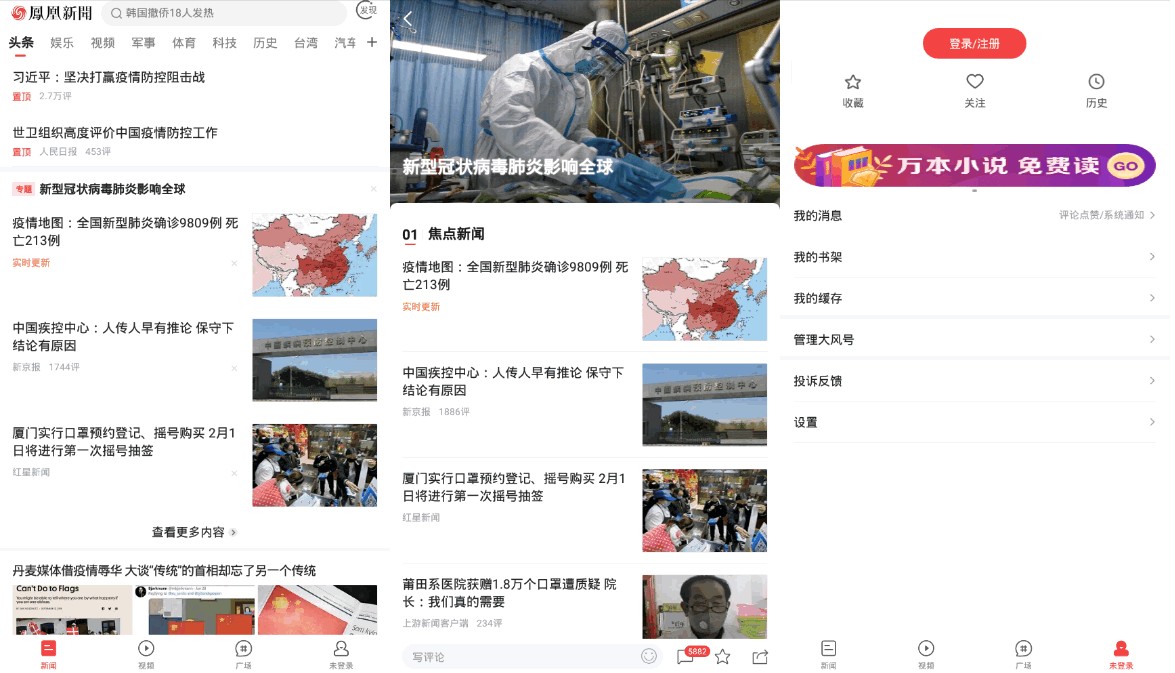 鳳凰新聞
韩国撤侨18人发热
发现
头条 娱乐 视频 军事 体育 科技 历史 台湾 汽车 +
习近平：坚决打赢疫情防控阻击战
置顶 2.7万评
世卫组织高度评价中国疫情防控工作
置顶 人民日报 453评
专题 新型冠状病毒肺炎影响全球
疫情地图：全国新型肺炎确诊9809例 死
亡213例
实时更新
中国疾控中心：人传人早有推论 保守下
结论有原因
新京报 1744评
中国疾病预防控制中心
厦门实行口罩预约登记、摇号购买 2月1
日将进行第一次摇号抽签
红星新闻
查看更多内容
丹麦媒体借疫情辱华 大谈“传统”的首相却忘了另一个传统
Can't Do to Flags
新闻 视频 广场 未登录
新型冠状病毒肺炎影响全球
01 焦点新闻
疫情地图：全国新型肺炎确诊9809例 死
亡213例
实时更新
中国疾控中心：人传人早有推论 保守下
结论有原因
新京报 1886评
中国疾病预防控制中心
厦门实行口罩预约登记、摇号购买 2月1
日将进行第一次摇号抽签
红星新闻
莆田系医院获赠1.8万个口罩遭质疑 院
长：我们真的需要
上游新闻客户端 234评
写评论
5882
登录/注册
收藏 关注 历史
万本小说 免费读 GO
我的消息 评论点赞/系统通知
我的书架
我的缓存
管理大风号
投诉反馈
设置
新闻 视频 广场 未登录